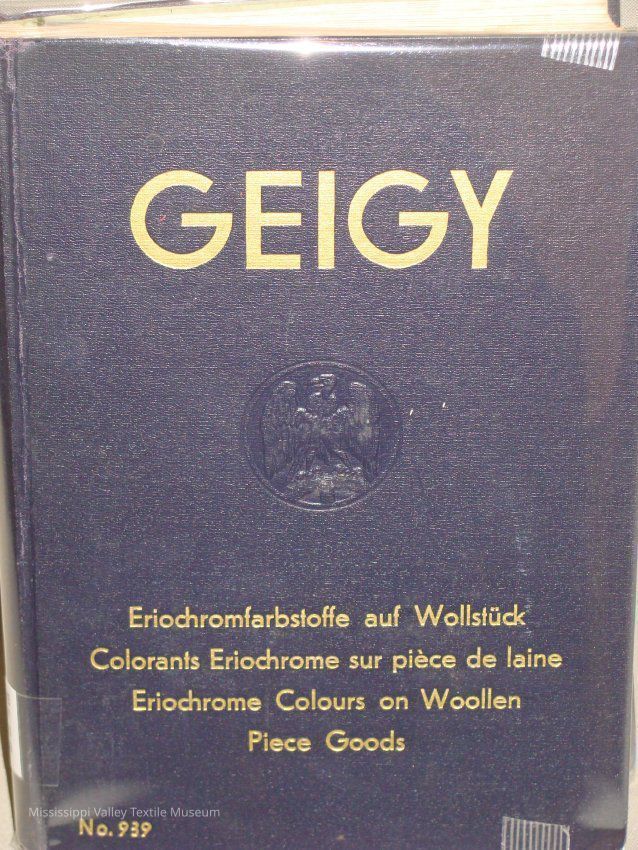 GEIGY
Eriochromfarbstoffe auf Wollstück
Colorants Eriochrome sur pièce de laine
Eriochrome Colours on Woollen
Piece Goods
Mississippi Valley Textile Museum
No. 939